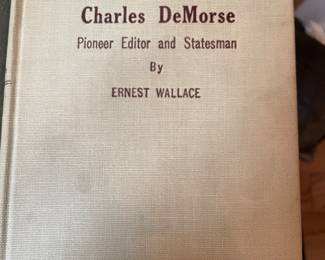 Charles DeMorse
Pioneer Editor and Statesman
By
ERNEST WALLACE